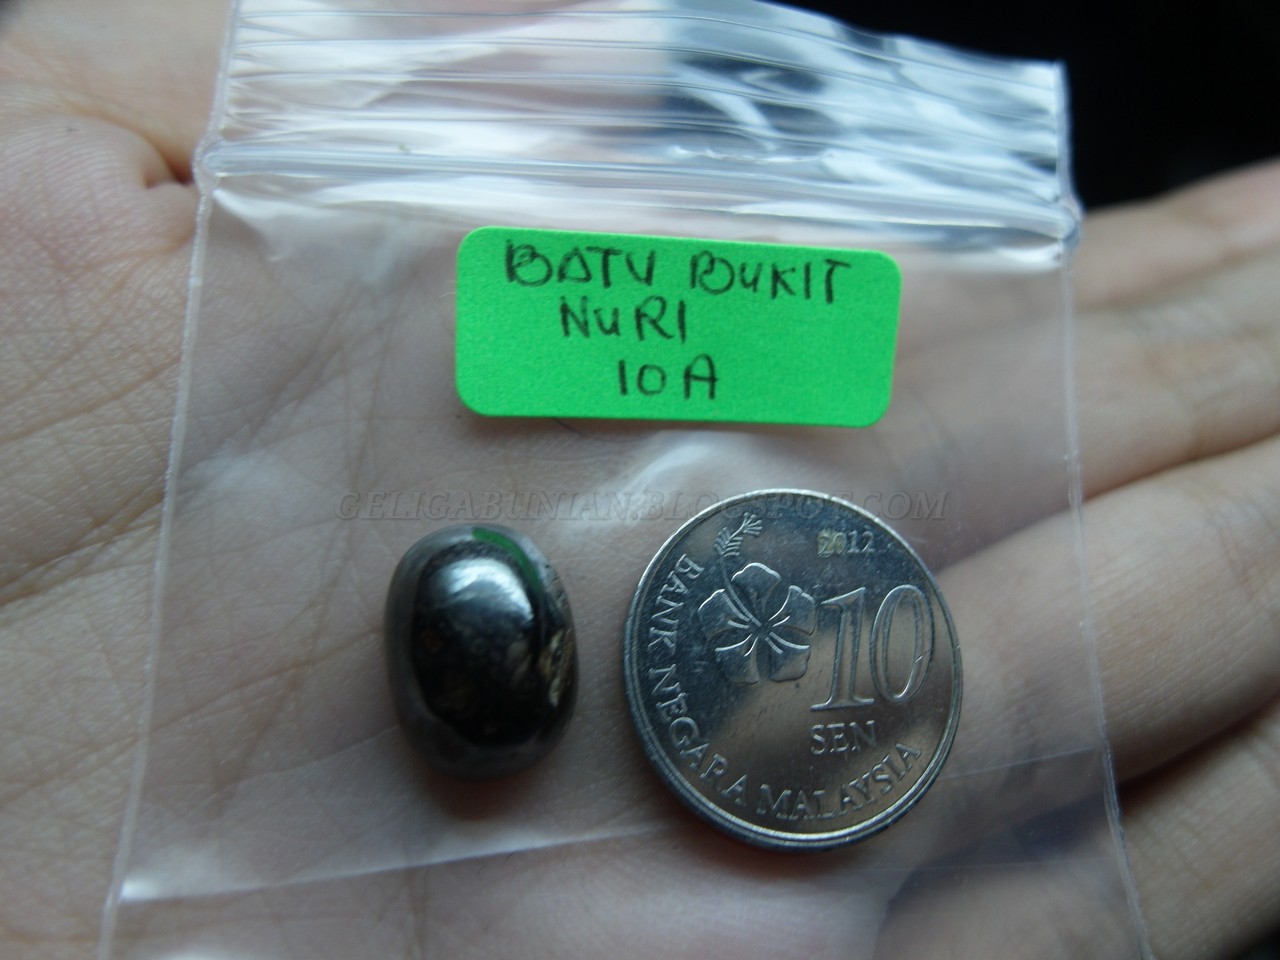 BATU BUKIT
NURI
10A
GELIGABUNIAN.BLOGSPOT.COM
2012
10
SEN
BANK NEGARA MALAYSIA